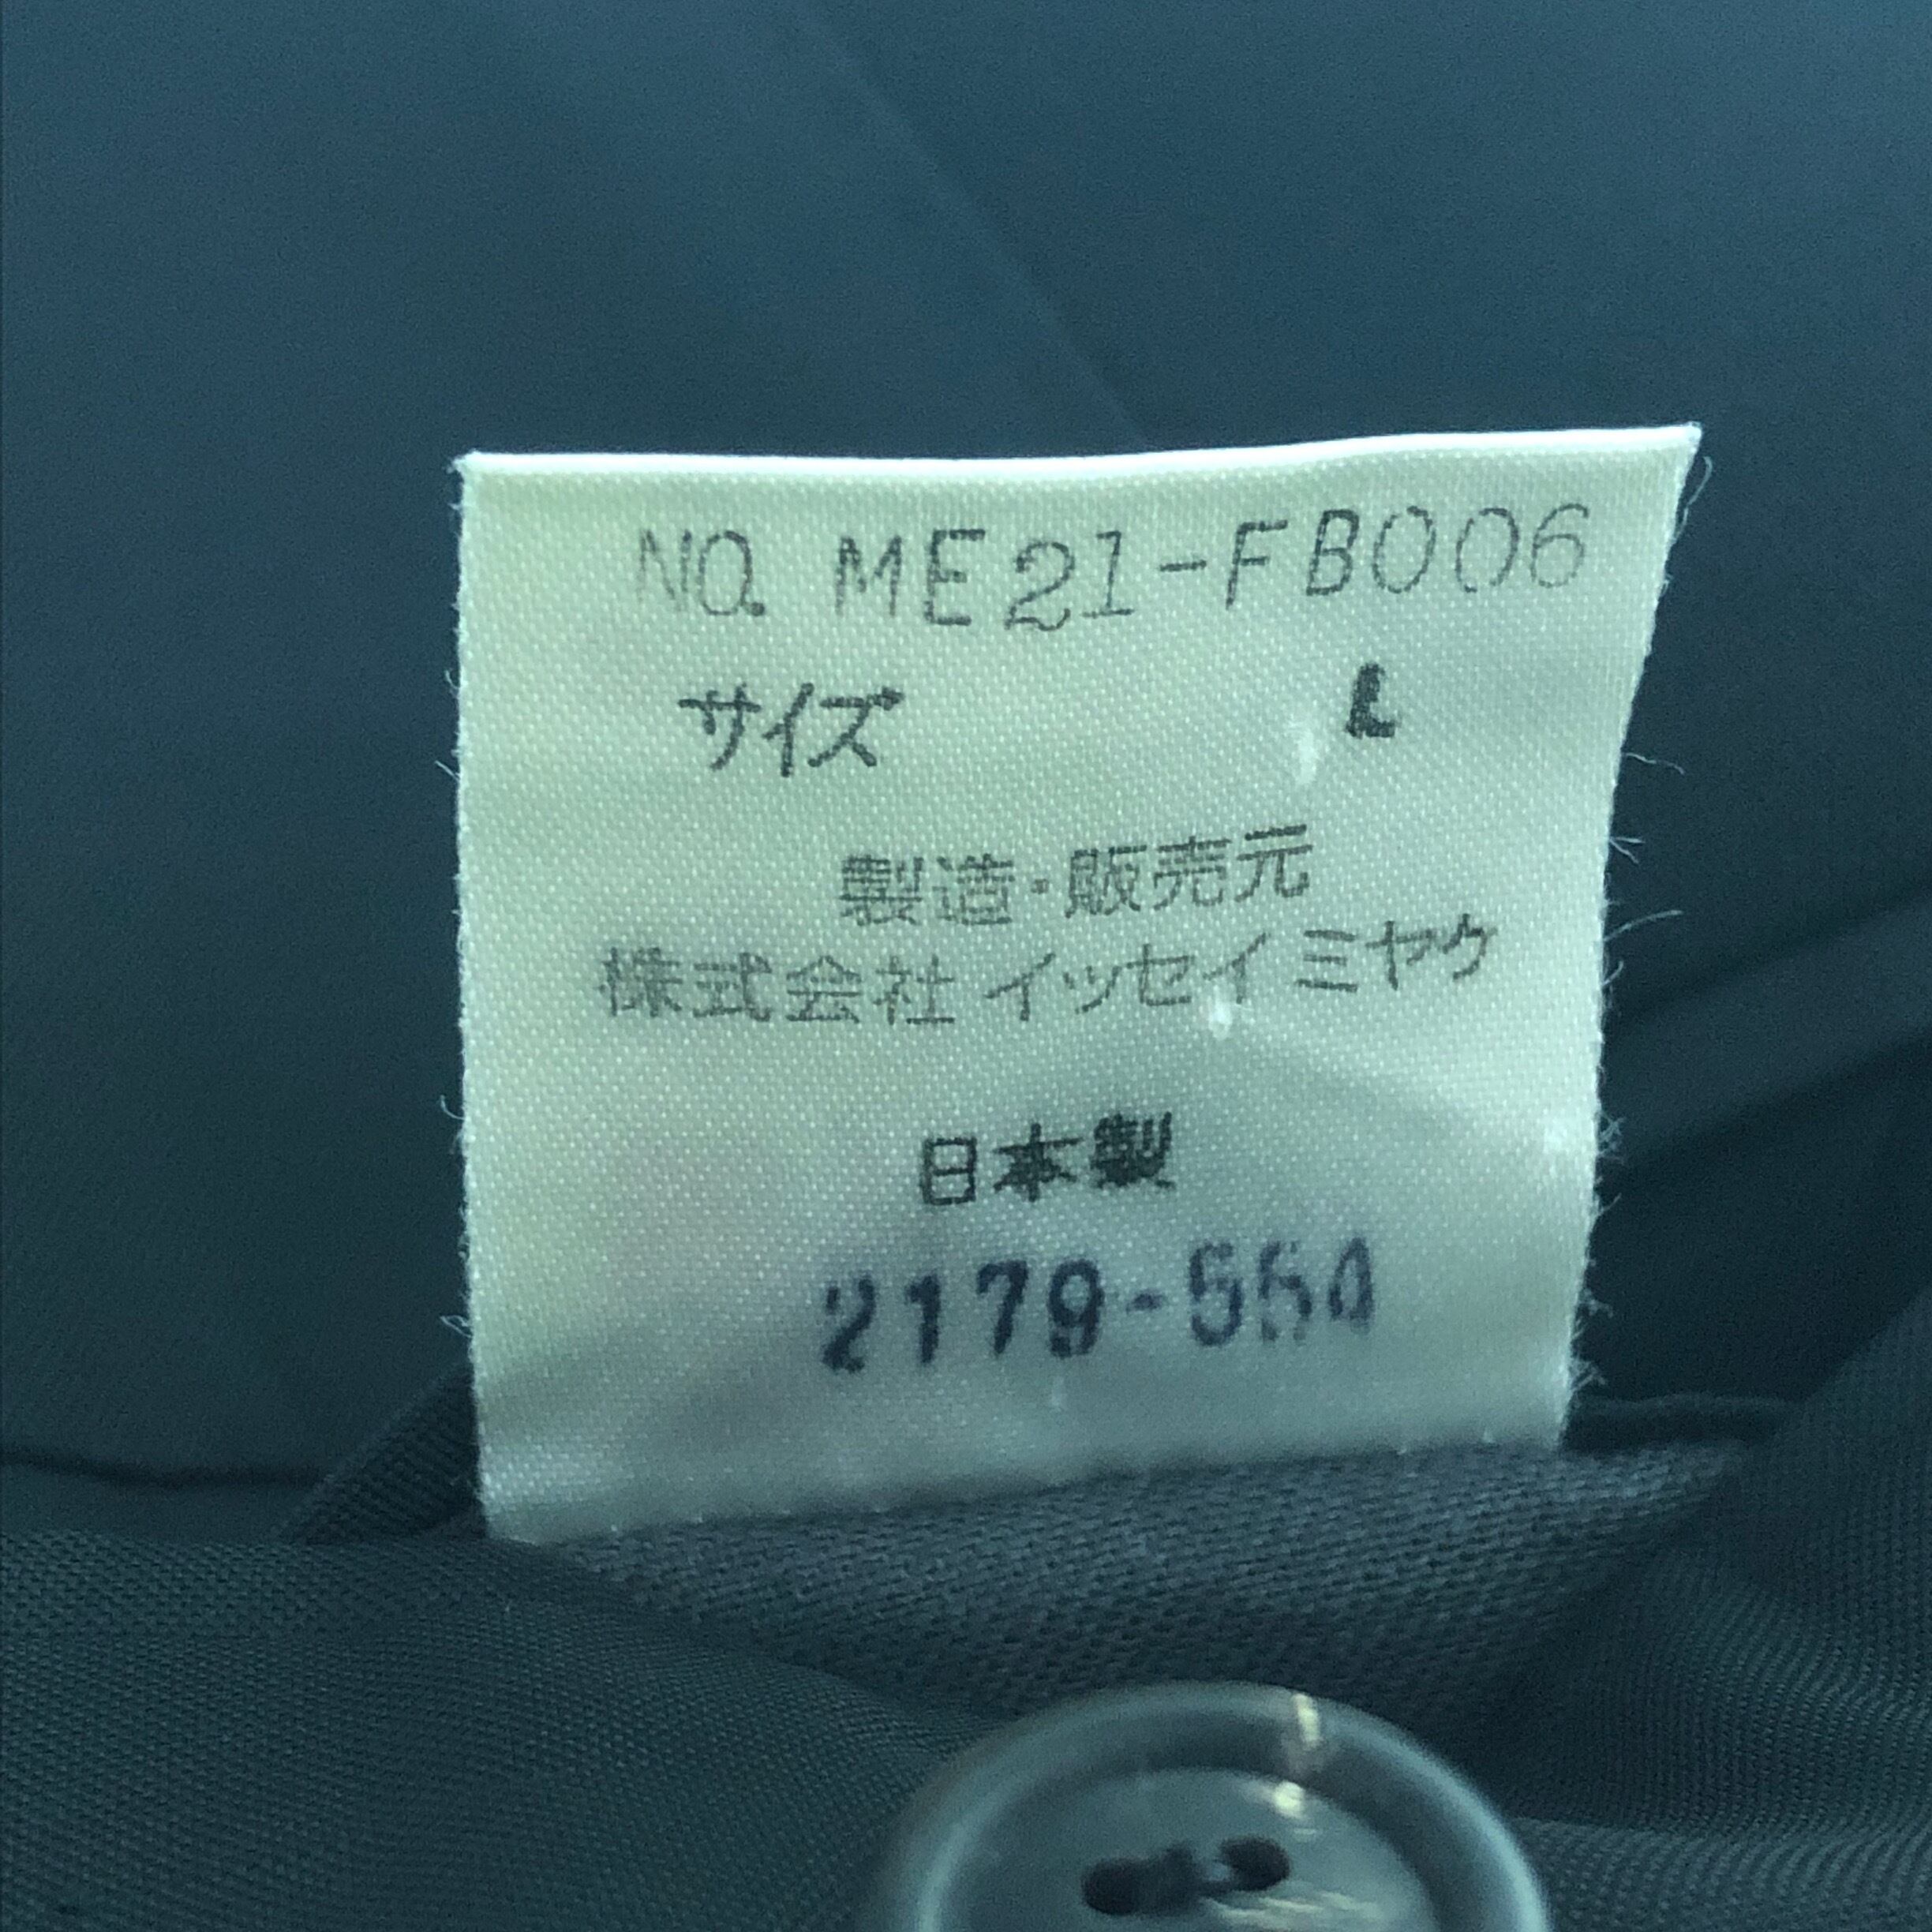 NO. ME21-FB006
サイズ L
製造・販売元
株式会社 イッセイミヤケ
日本製
2179-554